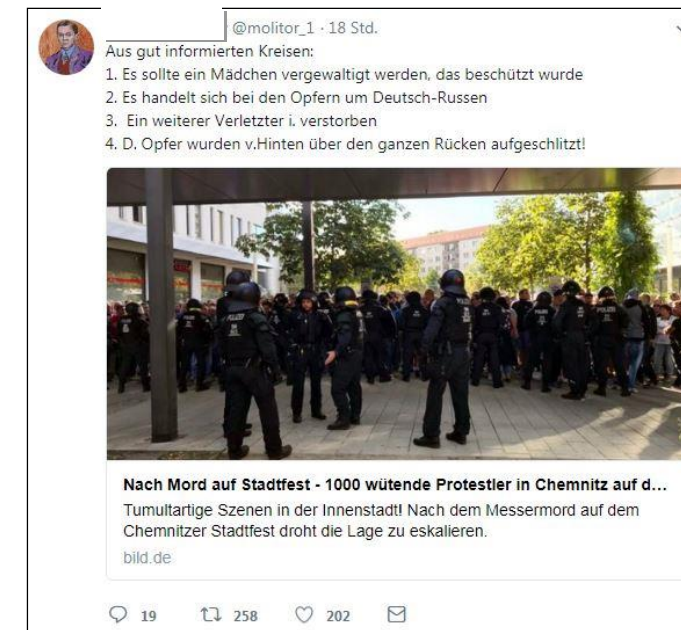 @molitor_1 · 18 Std.
Aus gut informierten Kreisen:
1. Es sollte ein Mädchen vergewaltigt werden, das beschützt wurde
2. Es handelt sich bei den Opfern um Deutsch-Russen
3.  Ein weiterer Verletzter i. verstorben
4. D. Opfer wurden v.Hinten über den ganzen Rücken aufgeschlitzt!
POLIZEI
POLIZEI
Nach Mord auf Stadtfest - 1000 wütende Protestler in Chemnitz auf d...
Tumultartige Szenen in der Innenstadt! Nach dem Messermord auf dem
Chemnitzer Stadtfest droht die Lage zu eskalieren.
bild.de
19 258 202